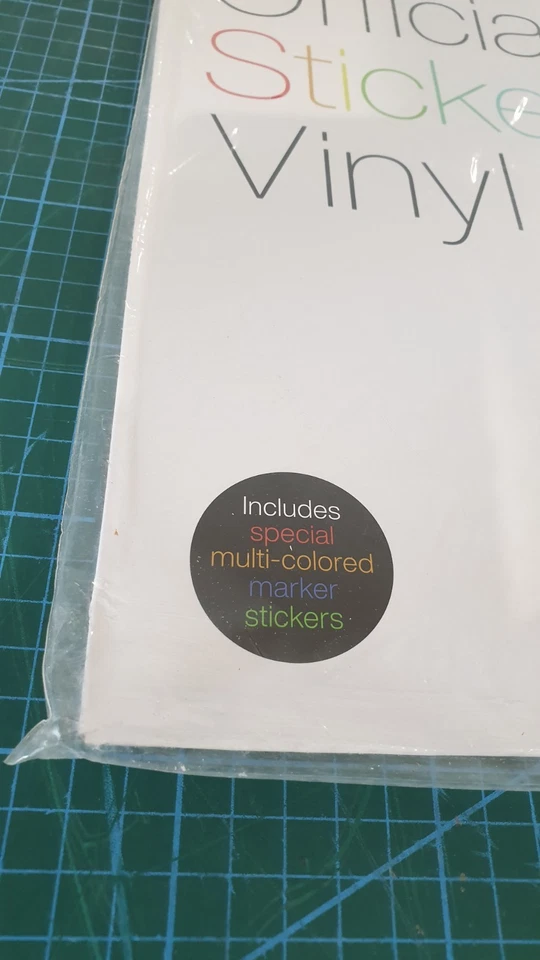 Sticke
Vinyl
Includes
special
multi-colored
marker
stickers